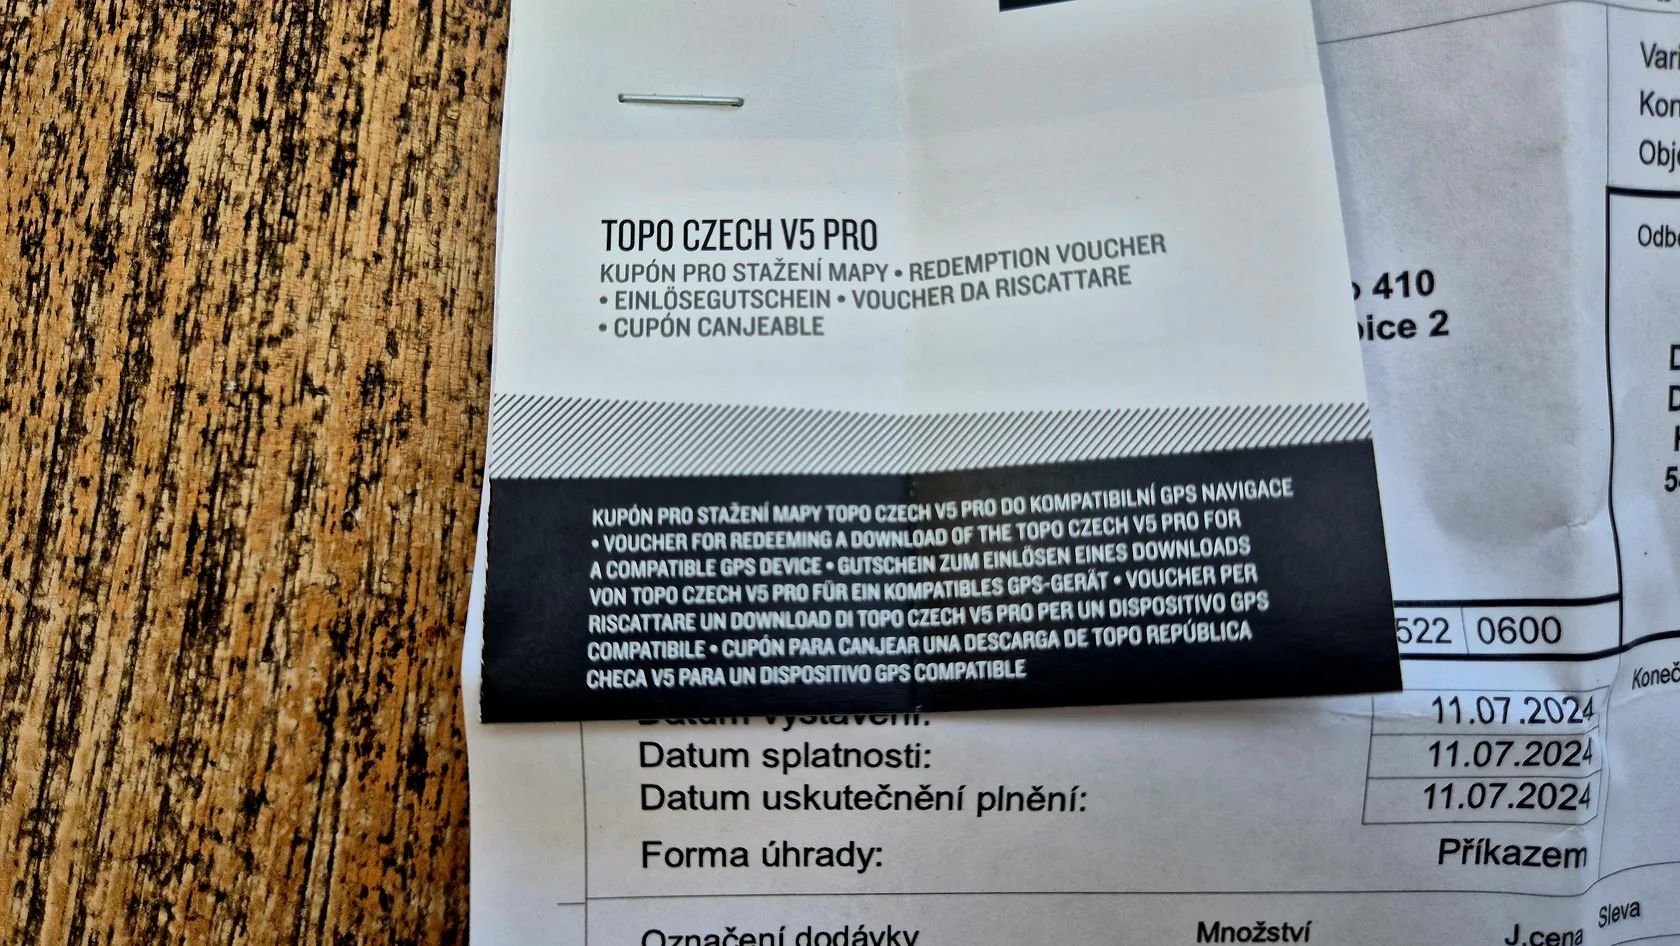 TOPO CZECH V5 PRO
KUPÓN PRO STAŽENÍ MAPY • REDEMPTION VOUCHER
• EINLÖSEGUTSCHEIN • VOUCHER DA RISCATTARE
• CUPÓN CANJEABLE
KUPÓN PRO STAŽENÍ MAPY TOPO CZECH V5 PRO DO KOMPATIBILNÍ GPS NAVIGACE
• VOUCHER FOR REDEEMING A DOWNLOAD OF THE TOPO CZECH V5 PRO FOR
A COMPATIBLE GPS DEVICE • GUTSCHEIN ZUM EINLÖSEN EINES DOWNLOADS
VON TOPO CZECH V5 PRO FÜR EIN KOMPATIBLES GPS-GERÄT • VOUCHER PER
RISCATTARE UN DOWNLOAD DI TOPO CZECH V5 PRO PER UN DISPOSITIVO GPS
COMPATIBILE • CUPÓN PARA CANJEAR UNA DESCARGA DE TOPO REPÚBLICA
CHECA V5 PARA UN DISPOSITIVO GPS COMPATIBLE
410
2
522 0600
Datum vystavení: 11.07.2024
Datum splatnosti: 11.07.2024
Datum uskutečnění plnění: 11.07.2024
Forma úhrady: Příkazem
Označení dodávky Množství J.cena Sleva